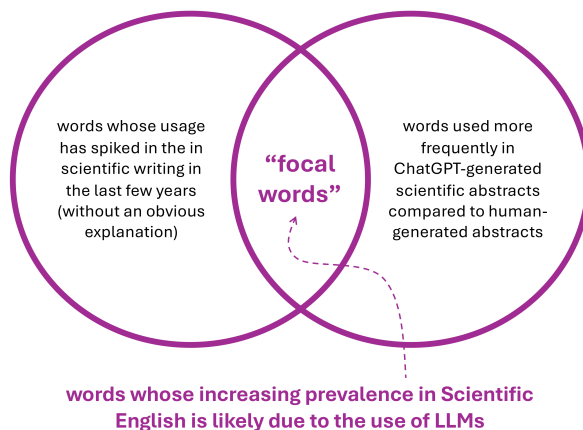 words whose usage
has spiked in the in
scientific writing in
the last few years
(without an obvious
explanation)
“focal
words”
words used more
frequently in
ChatGPT-generated
scientific abstracts
compared to human-
generated abstracts
words whose increasing prevalence in Scientific
English is likely due to the use of LLMs